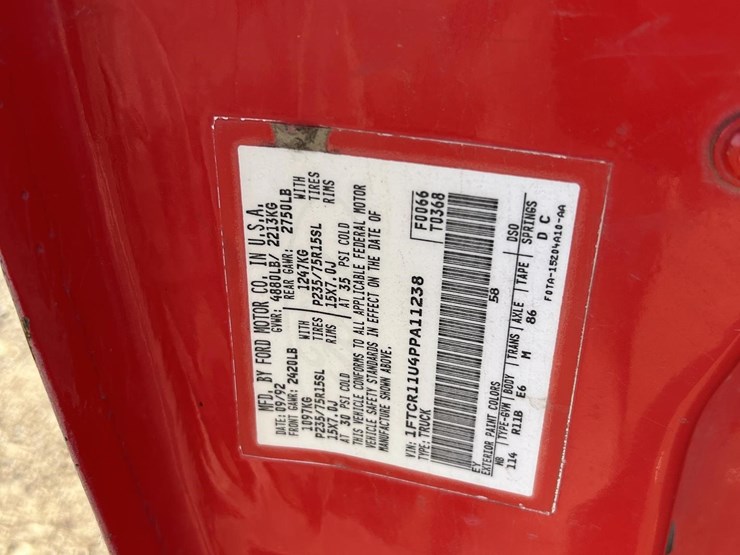 MFD. BY FORD MOTOR CO. IN U.S.A.
DATE: 09/92 GVWR: 4880LB/ 2213KG
FRONT GAWR: 2420LB REAR GAWR: 2750LB
1097KG WITH 1247KG WITH
P235/75R15SL TIRES P235/75R15SL TIRES
15X7.0J RIMS 15X7.0J RIMS
AT 30 PSI COLD AT 35 PSI COLD
THIS VEHICLE CONFORMS TO ALL APPLICABLE FEDERAL MOTOR
VEHICLE SAFETY STANDARDS IN EFFECT ON THE DATE OF
MANUFACTURE SHOWN ABOVE.
VIN: 1FTCR11U4PPA11238 F0066
TYPE: TRUCK T0368
EY 58
EXTERIOR PAINT COLORS DSO
WB TYPE-GVW BODY TRANS AXLE TAPE SPRINGS
114 R11B E6 M 86 D C
F0TA-15204A10-AA